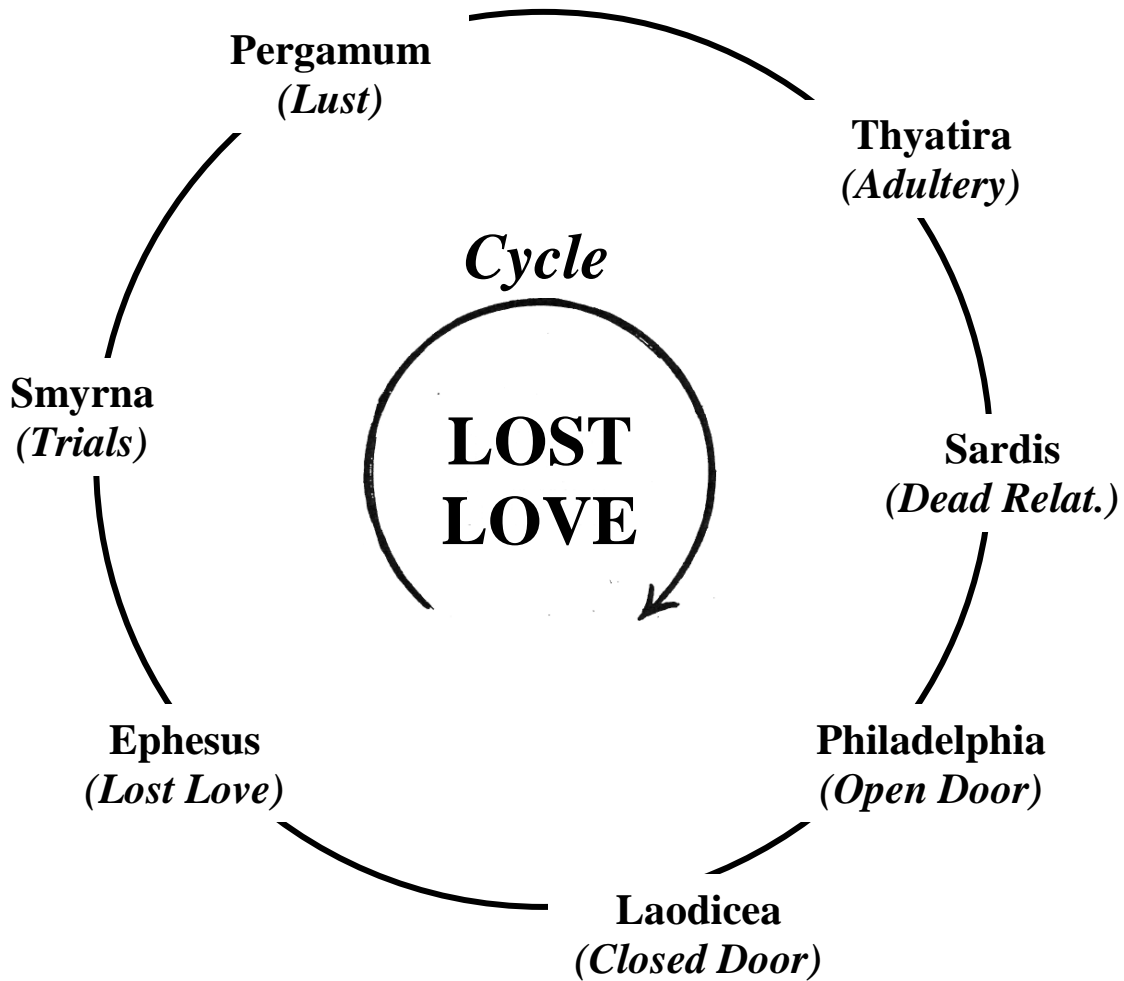 Pergamum
(Lust)
Thyatira
(Adultery)
Cycle
LOST
LOVE
Smyrna
(Trials)
Sardis
(Dead Relat.)
Ephesus
(Lost Love)
Philadelphia
(Open Door)
Laodicea
(Closed Door)